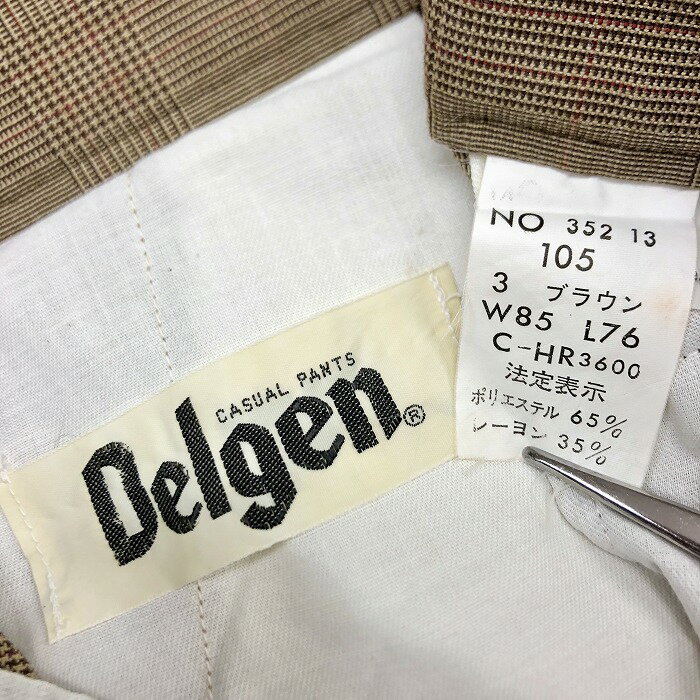 CASUAL PANTS
Delgen®
NO 352 13
105
3 ブラウン
W85 L76
C-HR3600
法定表示
ポリエステル 65%
レーヨン 35%